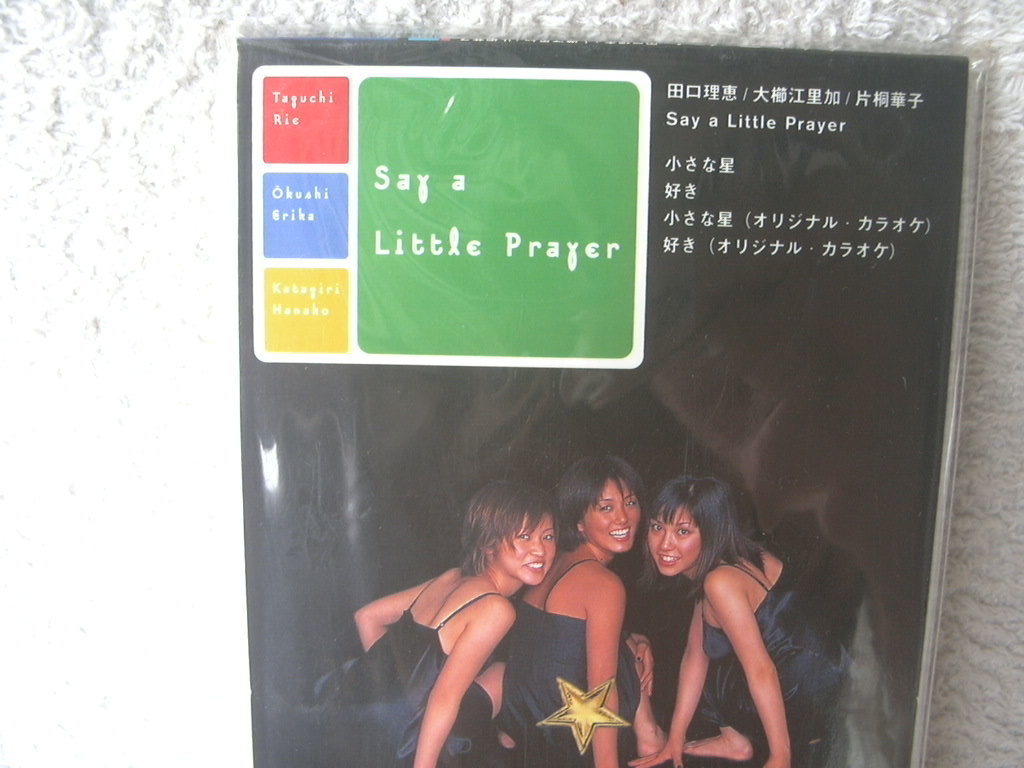 Taguchi
Rie
Ōkushi
Erika
Katagiri
Hanako
Say a
Little Prayer
田口理恵/大櫛江里加/片桐華子
Say a Little Prayer
小さな星
好き
小さな星(オリジナル・カラオケ)
好き(オリジナル・カラオケ)